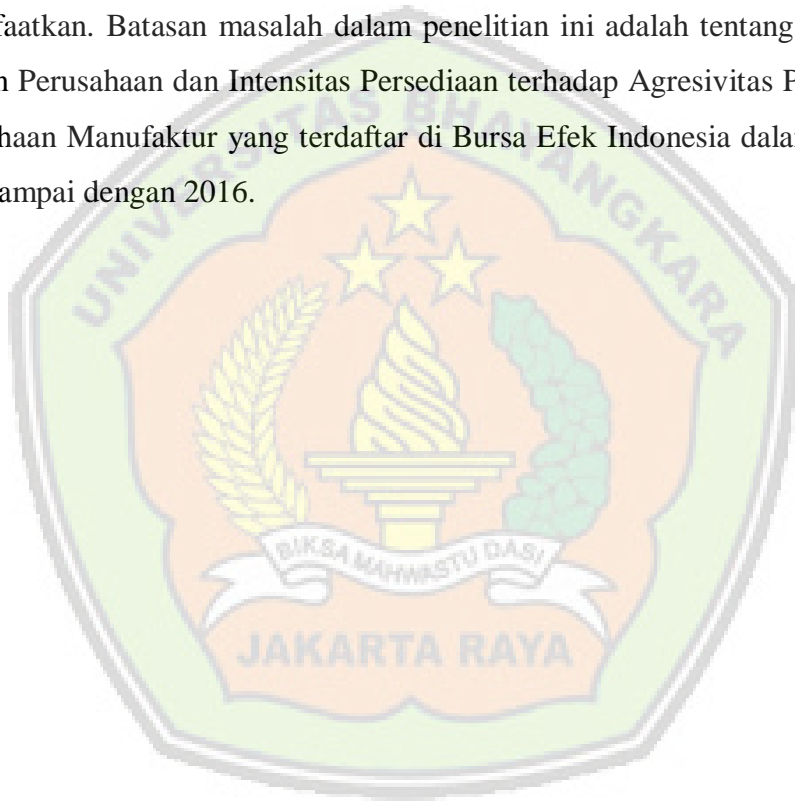 faatkan. Batasan masalah dalam penelitian ini adalah tentang
Perusahaan dan Intensitas Persediaan terhadap Agresivitas P
haan Manufaktur yang terdaftar di Bursa Efek Indonesia dala
ampai dengan 2016.
UNIVERSITAS BHAYANGKARA
BIKSA MAHWASTU DASI
JAKARTA RAYA